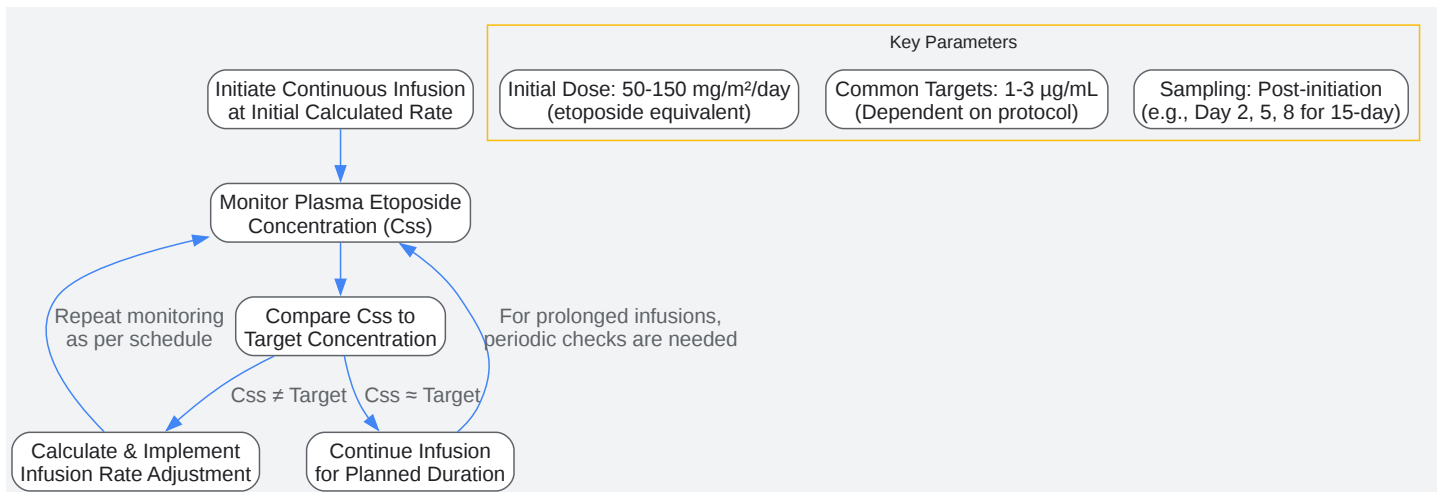 Key Parameters
Initiate Continuous Infusion
at Initial Calculated Rate
Initial Dose: 50-150 mg/m²/day
(etoposide equivalent)
Common Targets: 1-3 µg/mL
(Dependent on protocol)
Sampling: Post-initiation
(e.g., Day 2, 5, 8 for 15-day)
Monitor Plasma Etoposide
Concentration (Css)
Repeat monitoring
as per schedule
Compare Css to
Target Concentration
For prolonged infusions,
periodic checks are needed
Css ≠ Target
Css ≈ Target
Calculate & Implement
Infusion Rate Adjustment
Continue Infusion
for Planned Duration